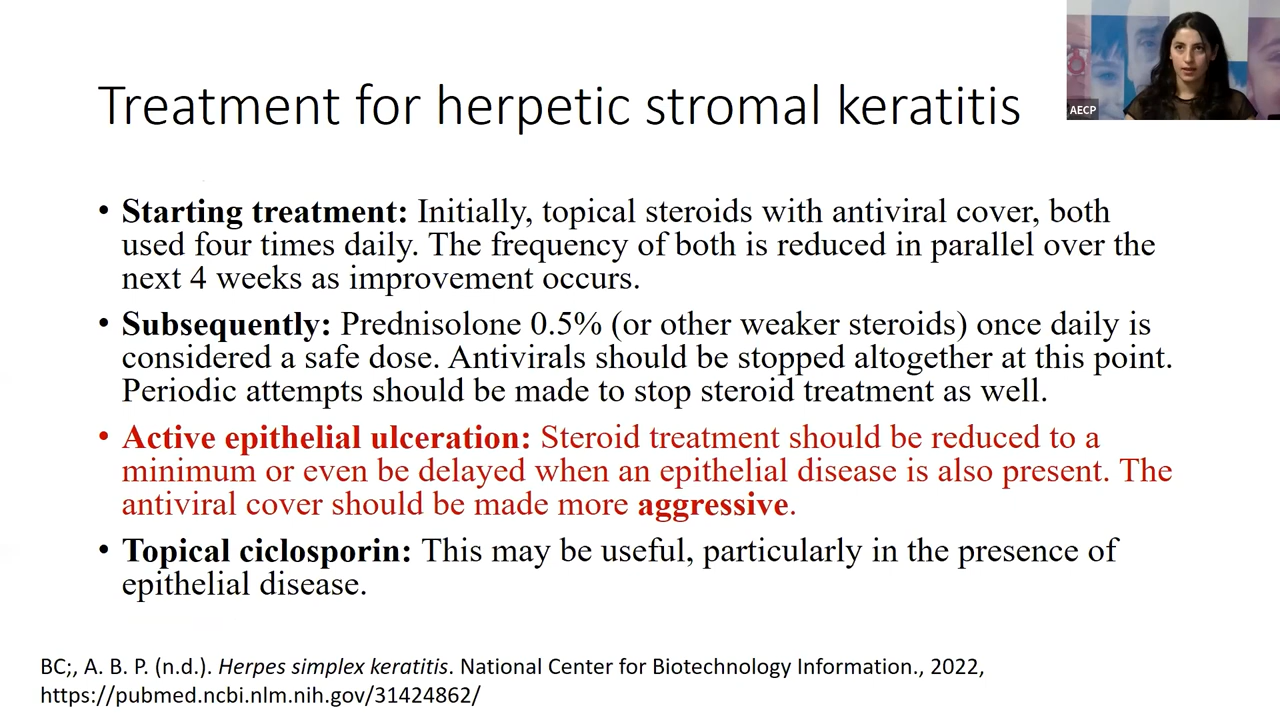 AECP
Treatment for herpetic stromal keratitis
• Starting treatment: Initially, topical steroids with antiviral cover, both
used four times daily. The frequency of both is reduced in parallel over the
next 4 weeks as improvement occurs.
• Subsequently: Prednisolone 0.5% (or other weaker steroids) once daily is
considered a safe dose. Antivirals should be stopped altogether at this point.
Periodic attempts should be made to stop steroid treatment as well.
• Active epithelial ulceration: Steroid treatment should be reduced to a
minimum or even be delayed when an epithelial disease is also present. The
antiviral cover should be made more aggressive.
• Topical ciclosporin: This may be useful, particularly in the presence of
epithelial disease.
BC;, A. B. P. (n.d.). Herpes simplex keratitis. National Center for Biotechnology Information., 2022,
https://pubmed.ncbi.nlm.nih.gov/31424862/